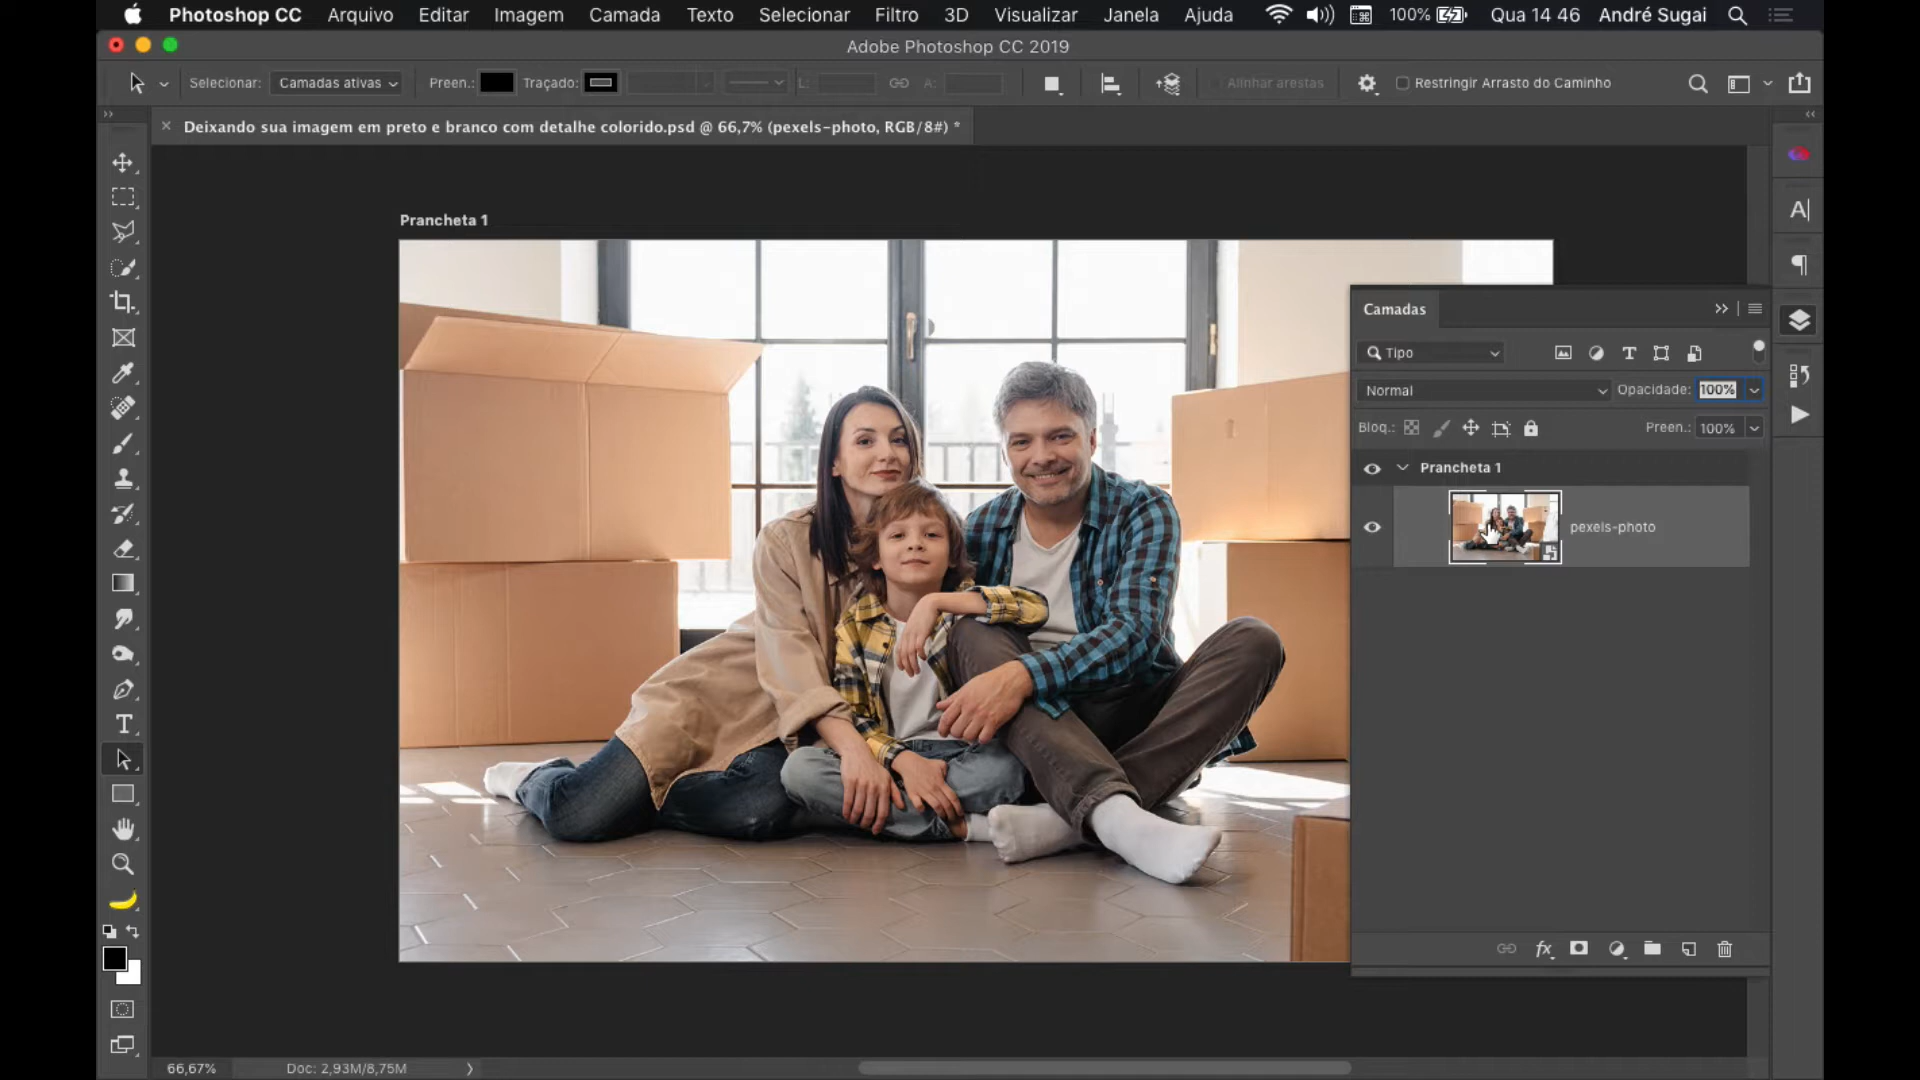 Photoshop CC Arquivo Editar Imagem Camada Texto Selecionar Filtro 3D Visualizar Janela Ajuda 100% Qua 14 46 André Sugai
Adobe Photoshop CC 2019
Selecionar: Camadas ativas Preen.: Traçado: L: A: Alinhar arestas Restringir Arrasto do Caminho
Deixando sua imagem em preto e branco com detalhe colorido.psd @ 66,7% (pexels-photo, RGB/8#) *
Prancheta 1
Camadas
Tipo
Normal Opacidade: 100%
Bloq.: Preen.: 100%
Prancheta 1
pexels-photo
fx
66,67% Doc: 2,93M/8,75M